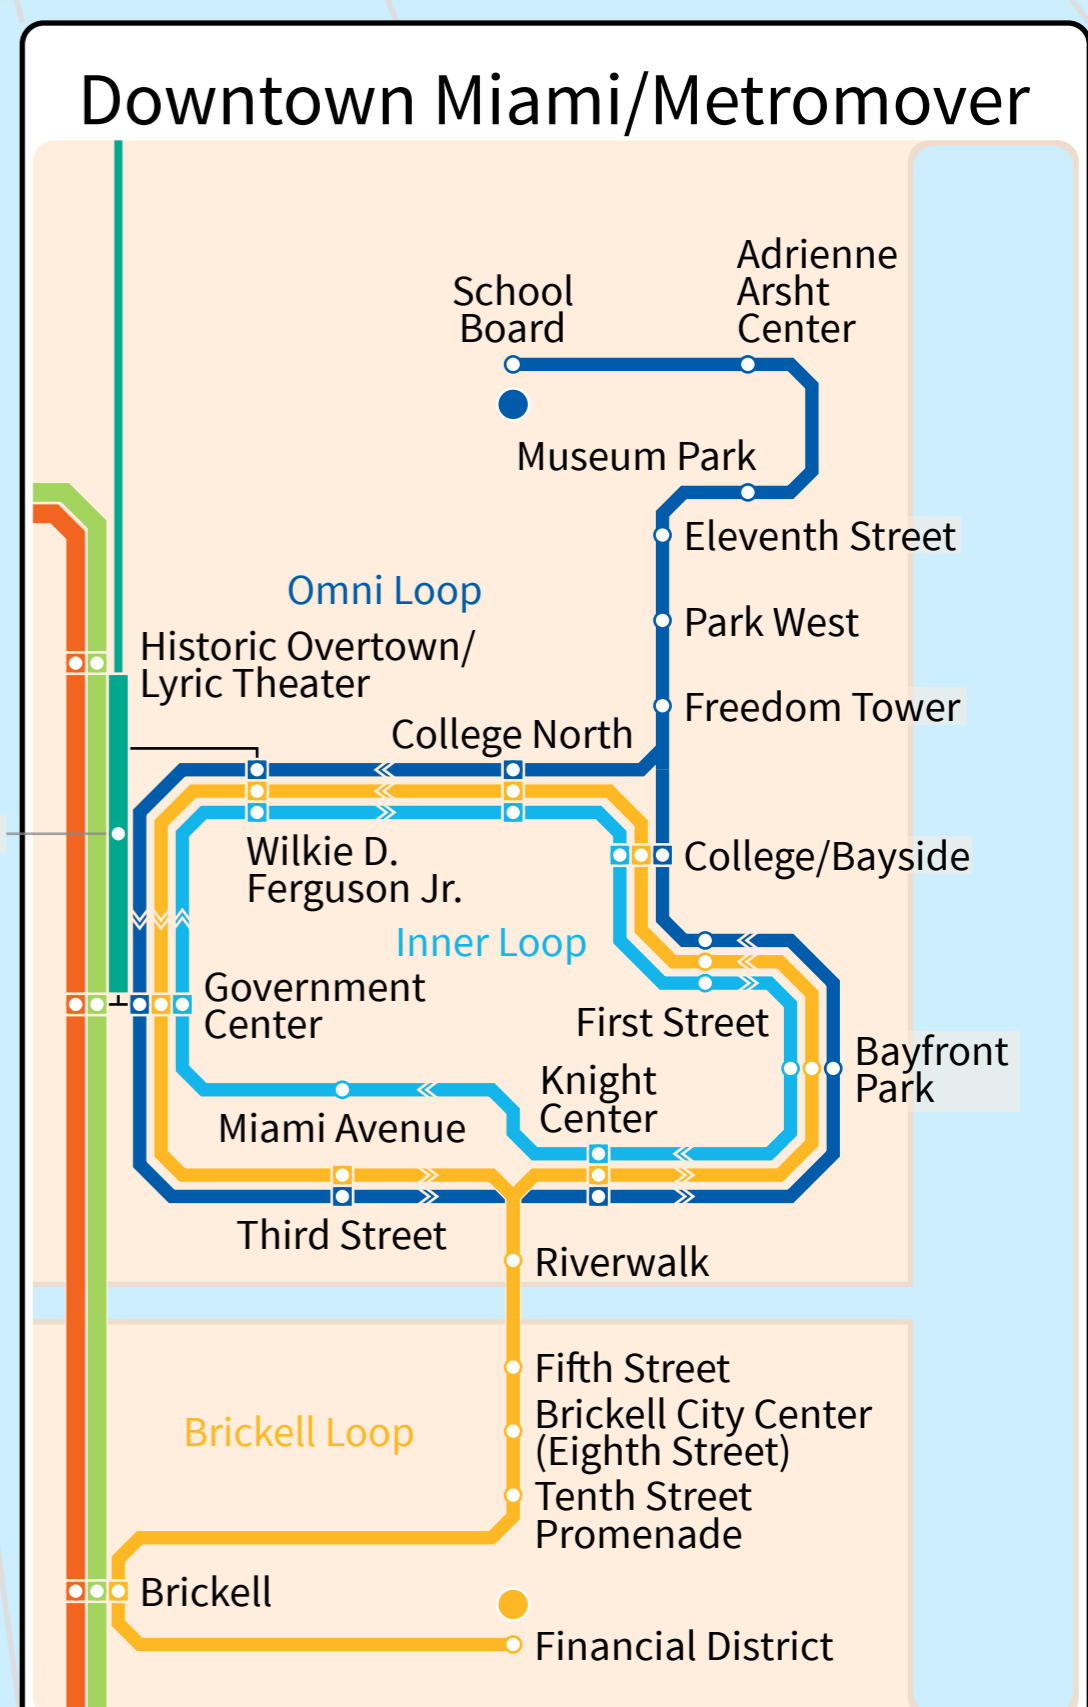 Downtown Miami/Metromover
Adrienne
Arsht
Center
School
Board
Museum Park
Eleventh Street
Omni Loop
Park West
Historic Overtown/
Lyric Theater
Freedom Tower
College North
Wilkie D.
Ferguson Jr.
College/Bayside
Inner Loop
Government
Center
First Street
Bayfront
Park
Knight
Center
Miami Avenue
Third Street
Riverwalk
Fifth Street
Brickell City Center
(Eighth Street)
Brickell Loop
Tenth Street
Promenade
Brickell
Financial District